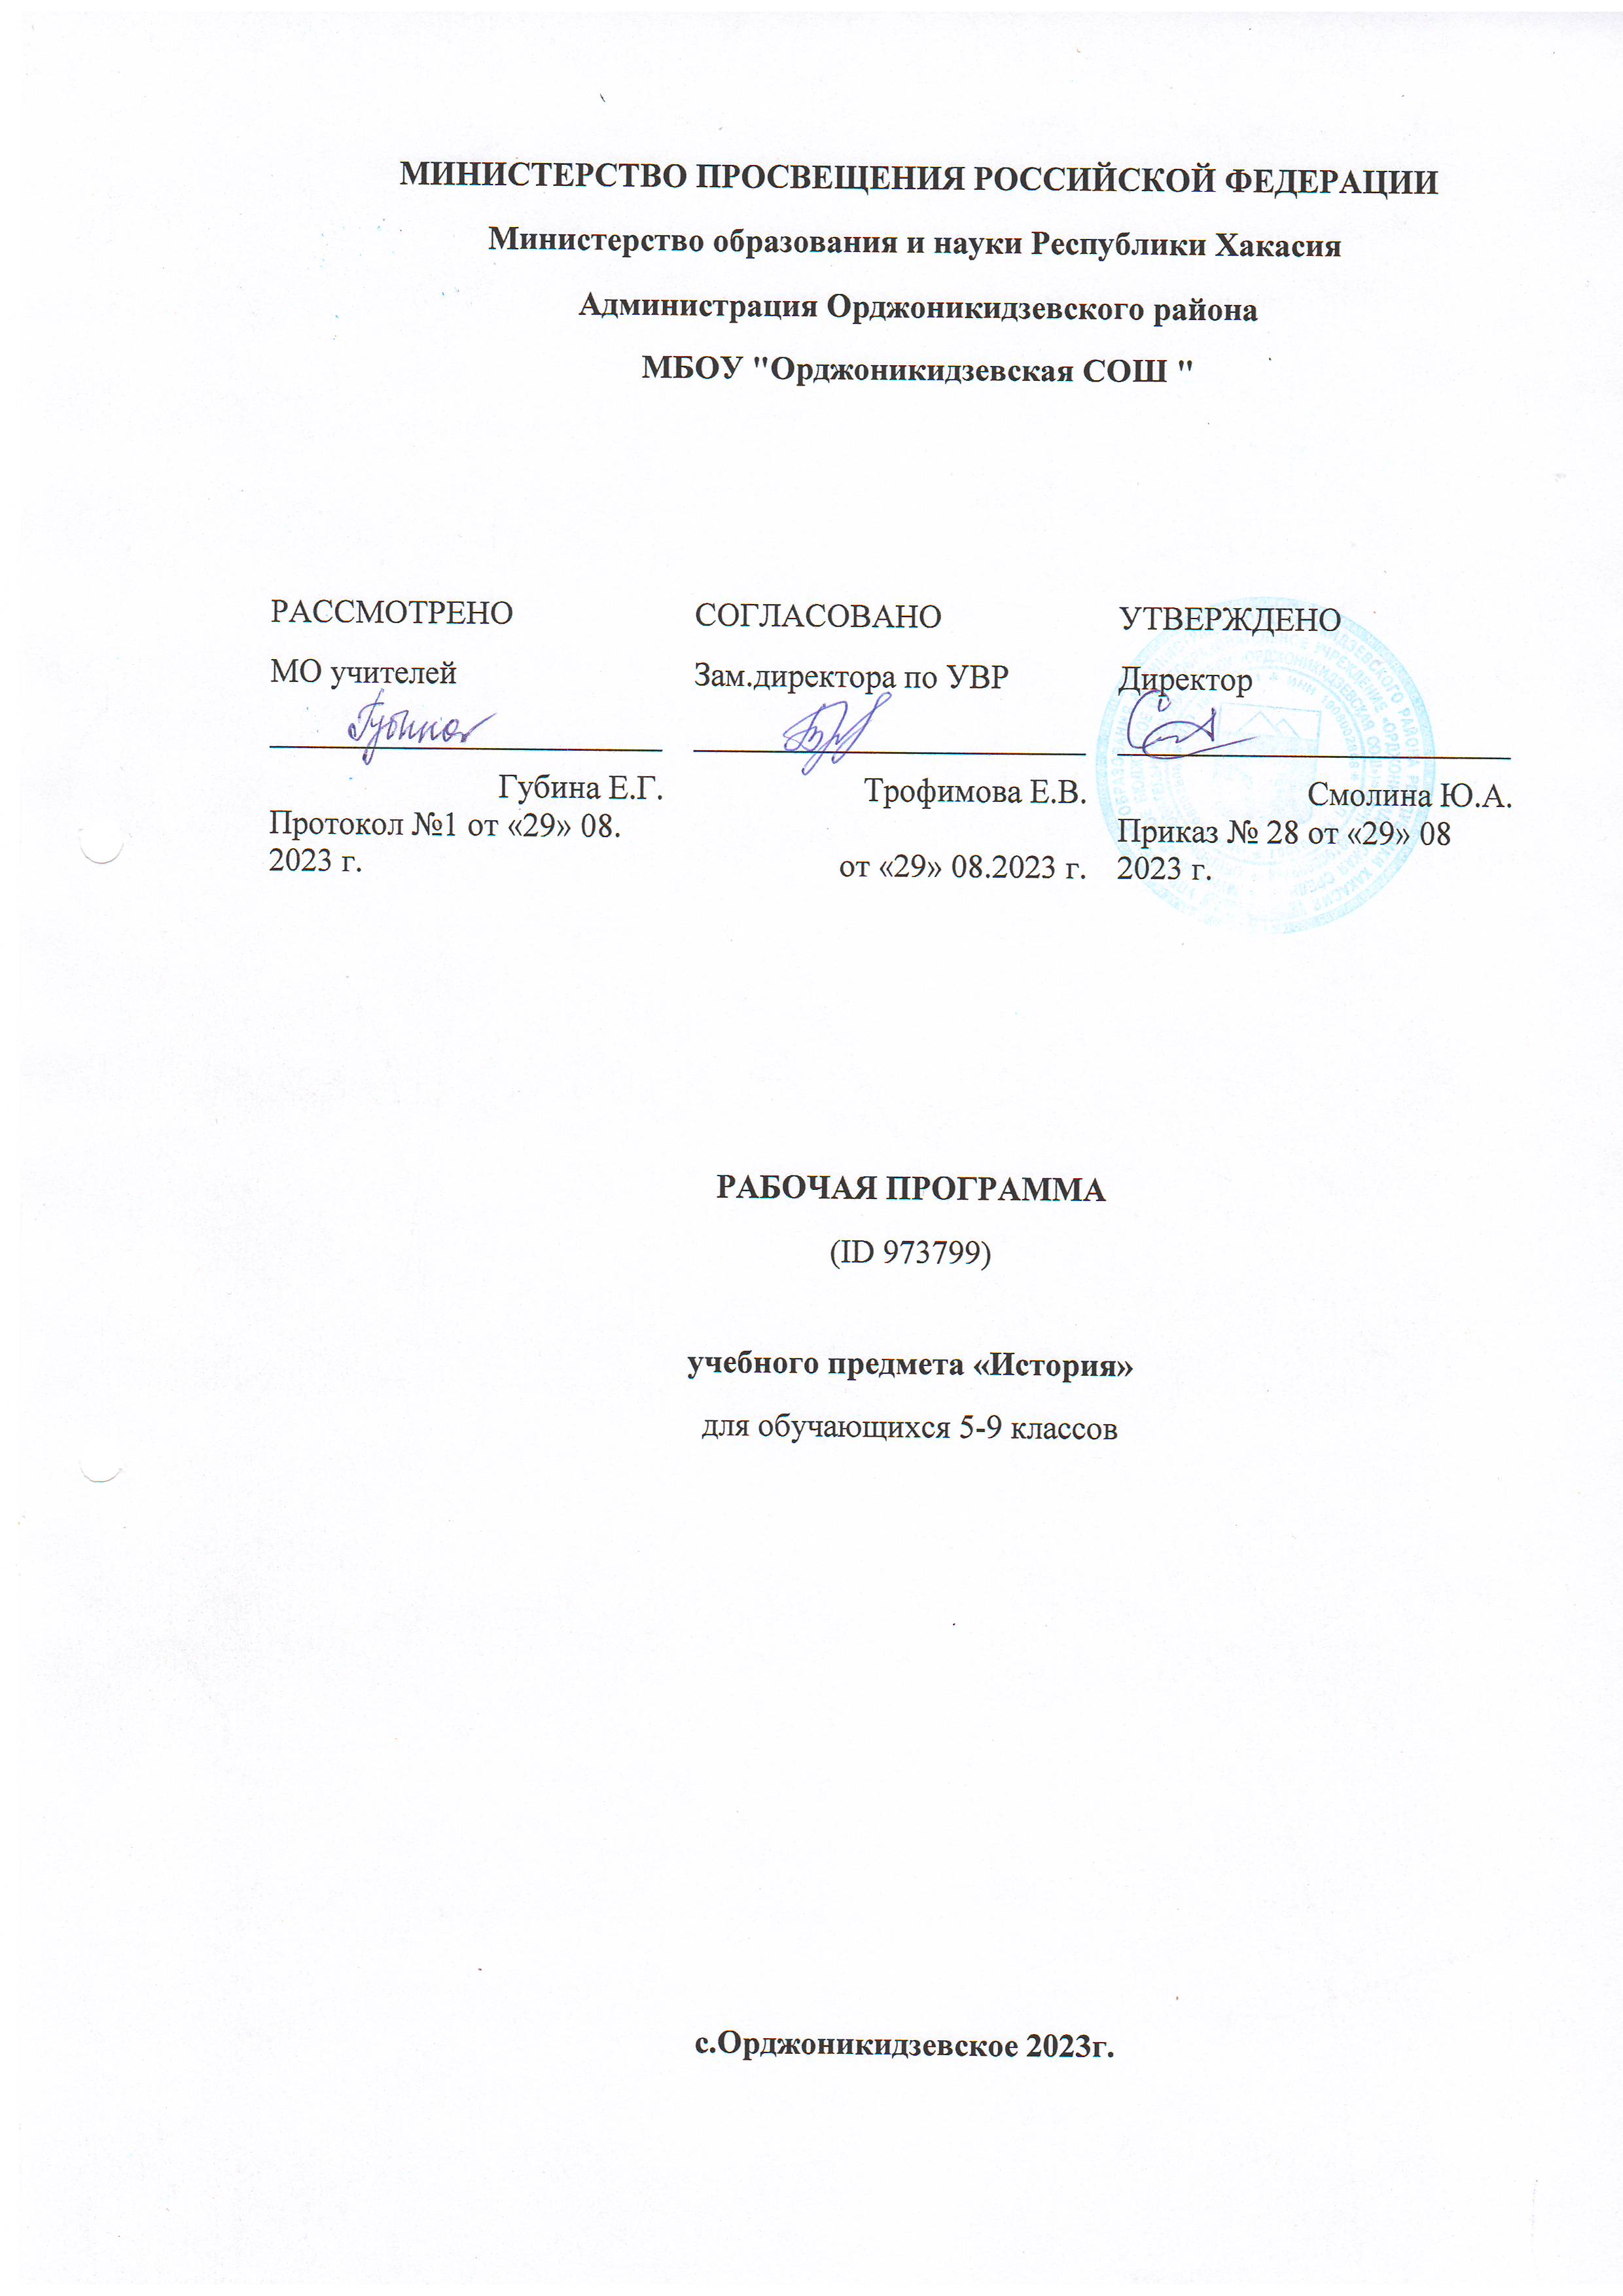 МИНИСТЕРСТВО ПРОСВЕЩЕНИЯ РОССИЙСКОЙ ФЕДЕРАЦИИ
Министерство образования и науки Республики Хакасия
Администрация Орджоникидзевского района
МБОУ "Орджоникидзевская СОШ "
РАССМОТРЕНО
МО учителей
Губина Е.Г.
Протокол №1 от «29» 08.
2023 г.
СОГЛАСОВАНО
Зам.директора по УВР
Трофимова Е.В.
от «29» 08.2023 г.
УТВЕРЖДЕНО
Директор
Смолина Ю.А.
Приказ № 28 от «29» 08
2023 г.
РАБОЧАЯ ПРОГРАММА
(ID 973799)
учебного предмета «История»
для обучающихся 5-9 классов
с.Орджоникидзевское 2023г.